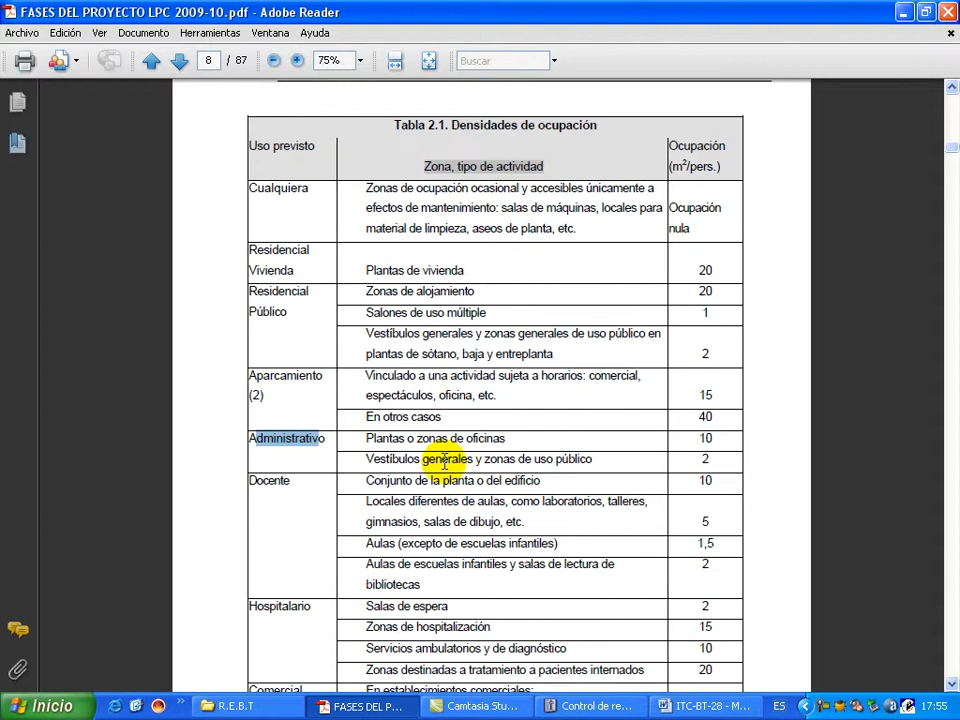 FASES DEL PROYECTO LPC 2009-10.pdf - Adobe Reader
Archivo Edición Ver Documento Herramientas Ventana Ayuda
8 / 87 75% Buscar
Tabla 2.1. Densidades de ocupación
Uso previsto
Zona, tipo de actividad
Ocupación
(m²/pers.)
Cualquiera
Zonas de ocupación ocasional y accesibles únicamente a
efectos de mantenimiento: salas de máquinas, locales para
material de limpieza, aseos de planta, etc.
Ocupación
nula
Residencial
Vivienda
Plantas de vivienda 20
Residencial
Público
Zonas de alojamiento 20
Salones de uso múltiple 1
Vestíbulos generales y zonas generales de uso público en
plantas de sótano, baja y entreplanta 2
Aparcamiento
(2)
Vinculado a una actividad sujeta a horarios: comercial,
espectáculos, oficina, etc. 15
En otros casos 40
Administrativo Plantas o zonas de oficinas 10
Vestíbulos generales y zonas de uso público 2
Docente Conjunto de la planta o del edificio 10
Locales diferentes de aulas, como laboratorios, talleres,
gimnasios, salas de dibujo, etc. 5
Aulas (excepto de escuelas infantiles) 1,5
Aulas de escuelas infantiles y salas de lectura de 2
bibliotecas
Hospitalario Salas de espera 2
Zonas de hospitalización 15
Servicios ambulatorios y de diagnóstico 10
Zonas destinadas a tratamiento a pacientes internados 20
Comercial En establecimientos comerciales:
Inicio R.E.B.T FASES DEL P... Camtasia Stu... Control de re... ITC-BT-28 - M... ES 17:55